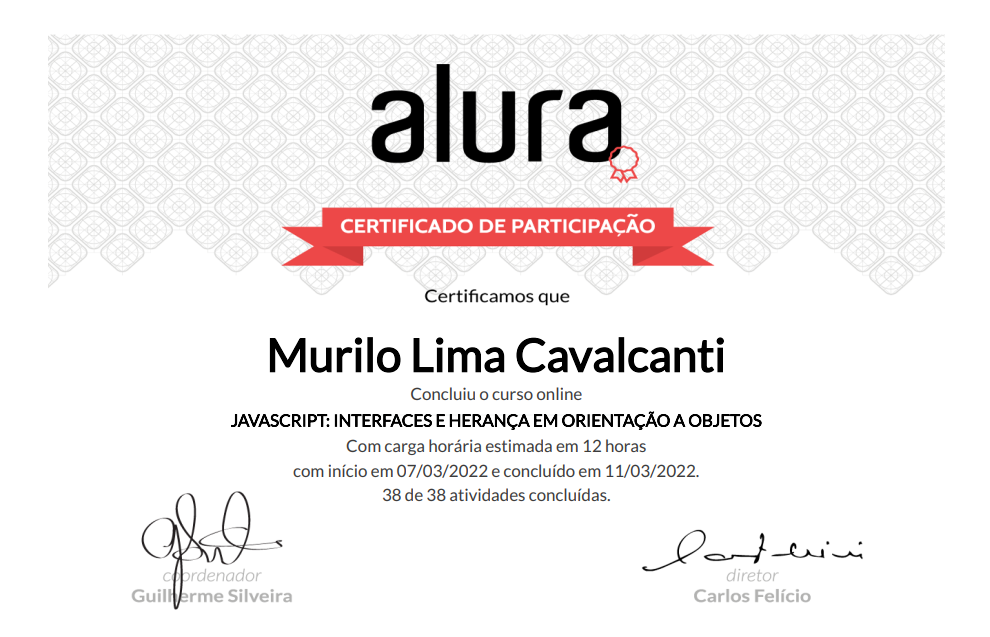 alura
CERTIFICADO DE PARTICIPAÇÃO
Certificamos que
Murilo Lima Cavalcanti
Concluiu o curso online
JAVASCRIPT: INTERFACES E HERANÇA EM ORIENTAÇÃO A OBJETOS
Com carga horária estimada em 12 horas
com início em 07/03/2022 e concluído em 11/03/2022.
38 de 38 atividades concluídas.
coordenador
Guilherme Silveira
diretor
Carlos Felício